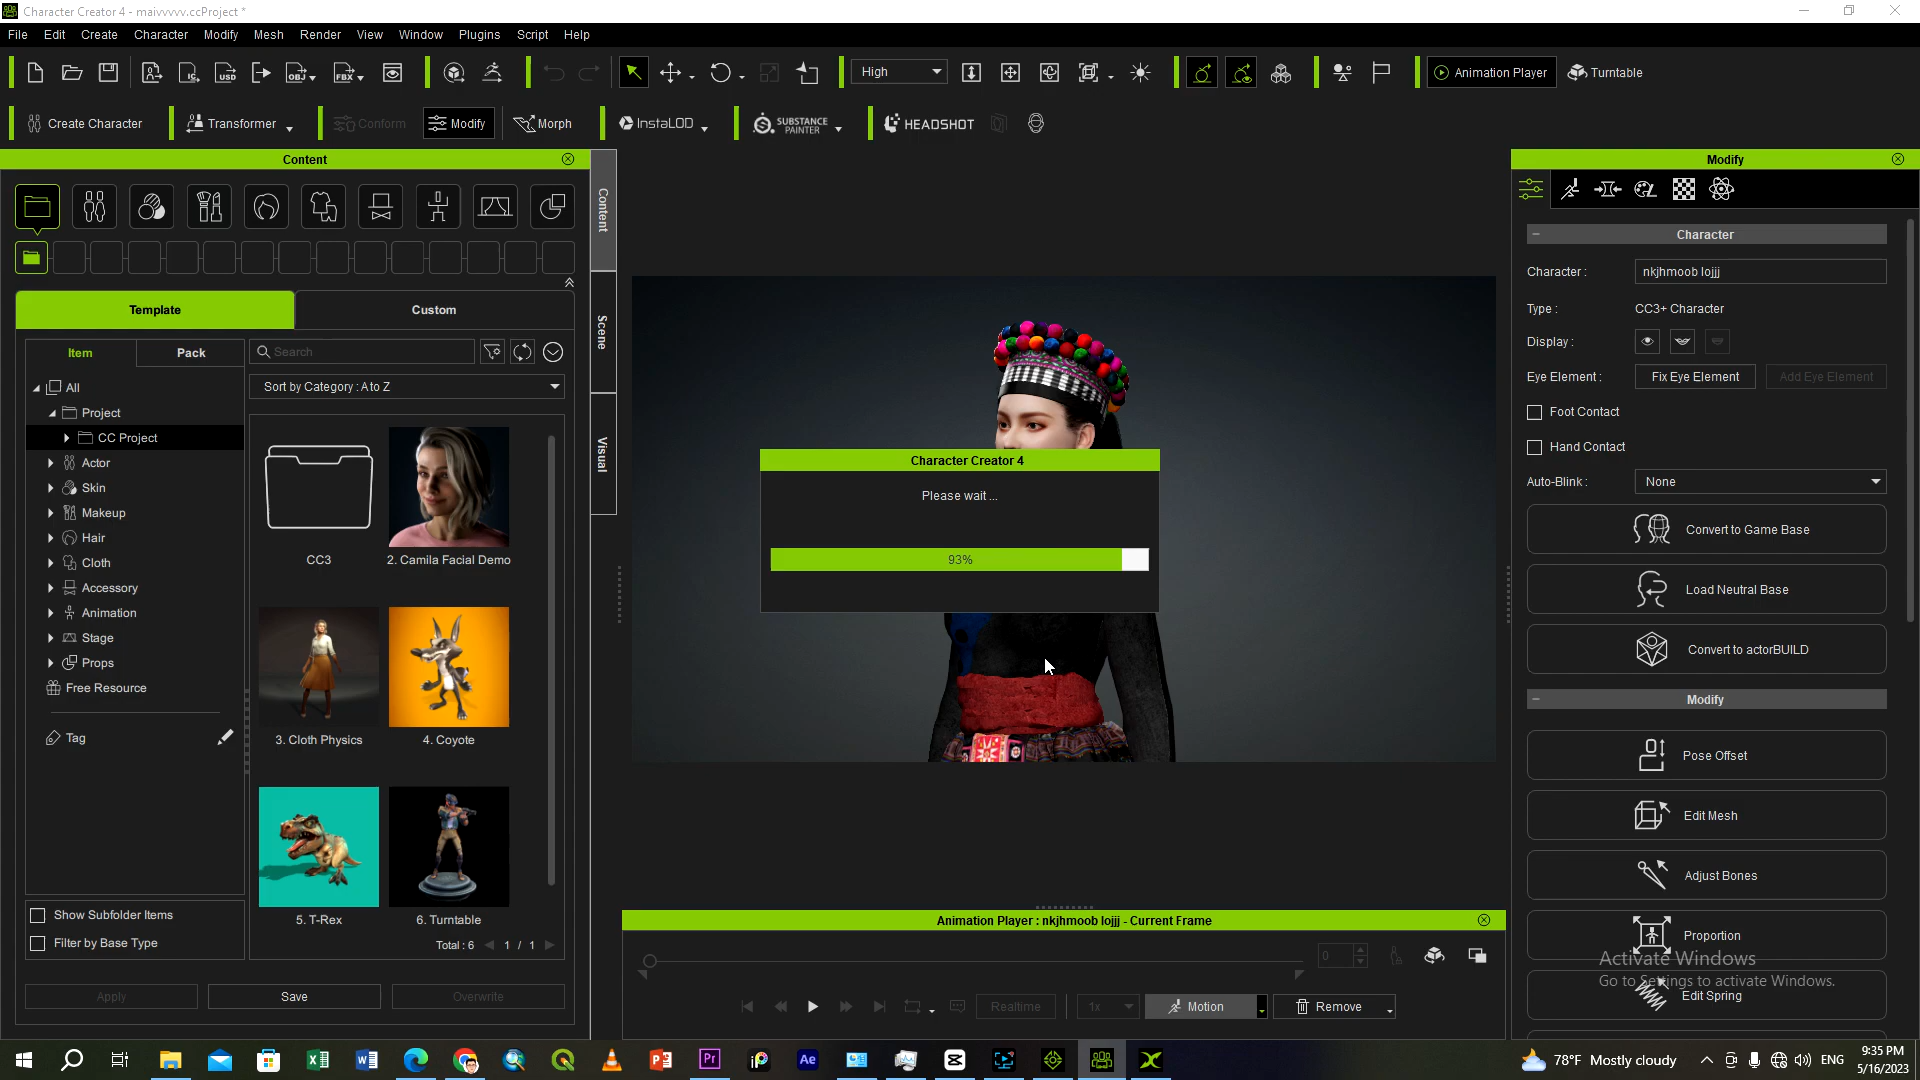 Character Creator 4 - maivvvvv.ccProject *
File Edit Create Character Modify Mesh Render View Window Plugins Script Help
IC USD OBJ FBX High Animation Player Turntable
Create Character Transformer Conform Modify Morph InstaLOD SUBSTANCE PAINTER HEADSHOT
Content
Template Custom
Item Pack
Search
Sort by Category : A to Z
All
Project
CC Project
Actor
Skin
Makeup
Hair
Cloth
Accessory
Animation
Stage
Props
Free Resource
Tag
CC3
2. Camila Facial Demo
3. Cloth Physics
4. Coyote
5. T-Rex
6. Turntable
Total : 6 1 / 1
Show Subfolder Items
Filter by Base Type
Apply Save Overwrite
Content
Scene
Visual
Character Creator 4
Please wait ...
93%
Animation Player : nkjhmoob lojjj - Current Frame
0
Realtime 1x Motion Remove
Modify
Character
Character : nkjhmoob lojjj
Type : CC3+ Character
Display :
Eye Element : Fix Eye Element Add Eye Element
Foot Contact
Hand Contact
Auto-Blink : None
Convert to Game Base
Load Neutral Base
Convert to actorBUILD
Modify
Pose Offset
Edit Mesh
Adjust Bones
Proportion
Edit Spring
Activate Windows
Go to Settings to activate Windows.
78°F Mostly cloudy ENG
9:35 PM
5/16/2023